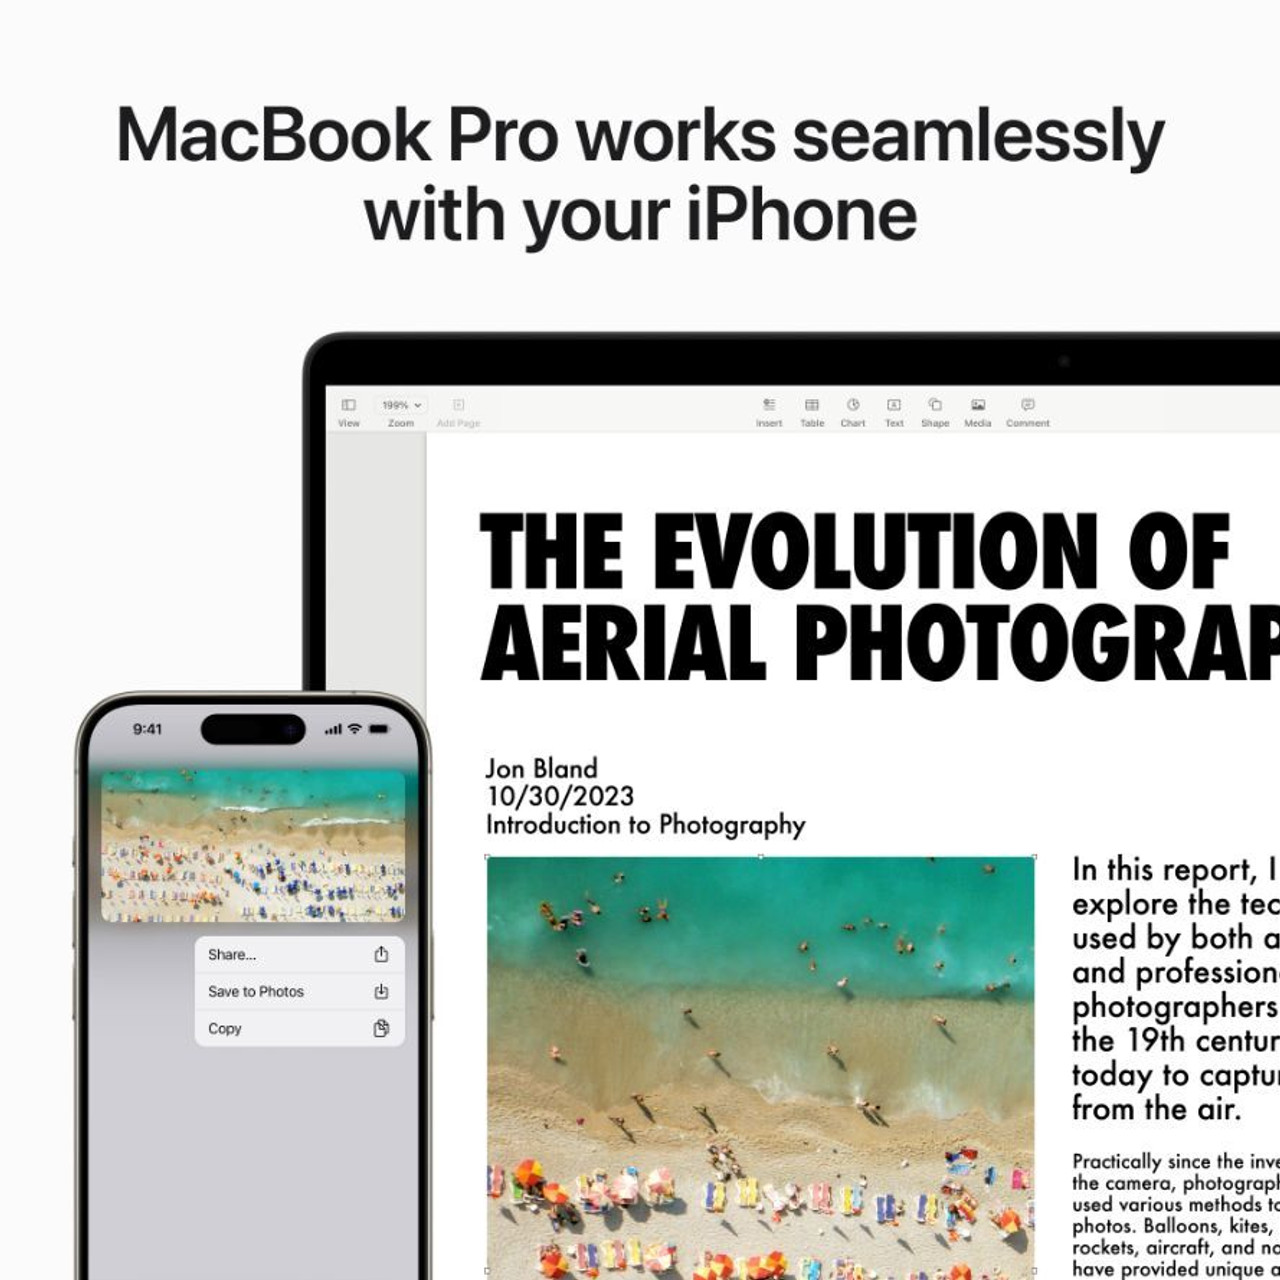 MacBook Pro works seamlessly
with your iPhone
199%
View
Zoom
Add Page
Insert
Table
Chart
Text
Shape
Media
Comment
THE EVOLUTION OF
AERIAL PHOTOGRAP
Jon Bland
10/30/2023
Introduction to Photography
9:41
Share...
Save to Photos
Copy
In this report, I
explore the tec
used by both a
and profession
photographers
the 19th centur
today to captu
from the air.
Practically since the inve
the camera, photograph
used various methods to
photos. Balloons, kites,
rockets, aircraft, and no
have provided unique a